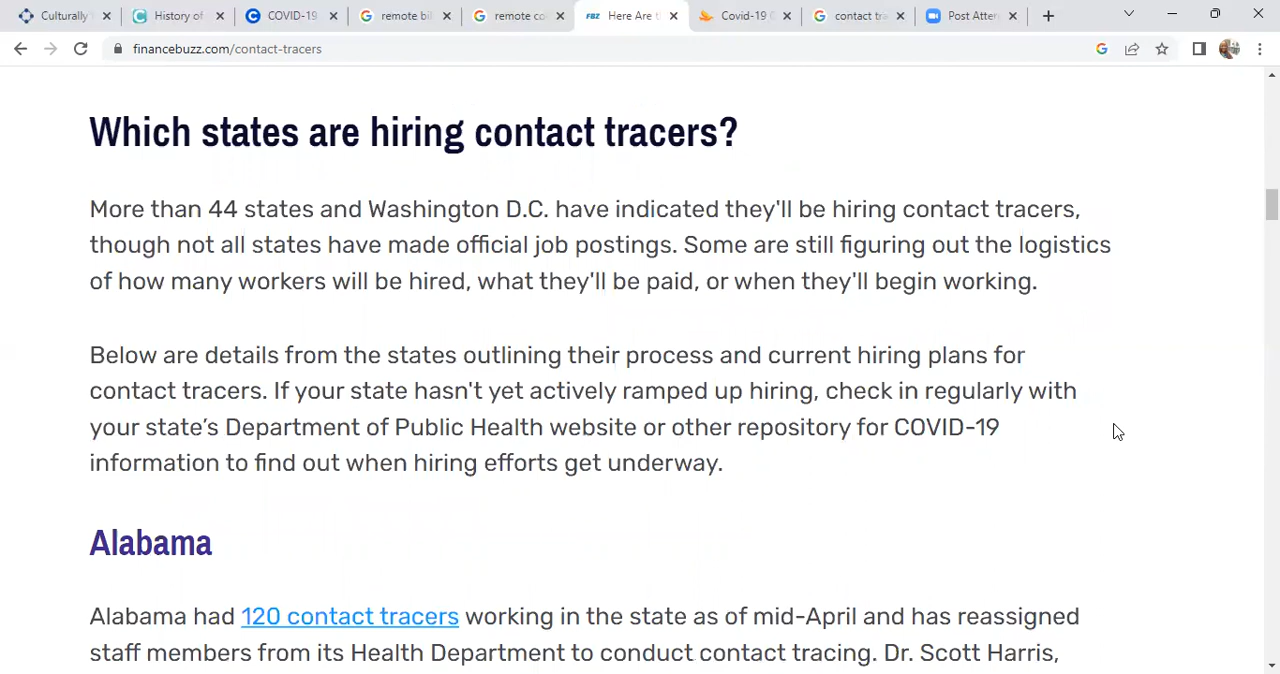 Culturally
History of
COVID-19
remote bil
remote co
FBZ Here Are t
Covid-19 C
contact tra
Post Atten
financebuzz.com/contact-tracers
Which states are hiring contact tracers?
More than 44 states and Washington D.C. have indicated they'll be hiring contact tracers,
though not all states have made official job postings. Some are still figuring out the logistics
of how many workers will be hired, what they'll be paid, or when they'll begin working.
Below are details from the states outlining their process and current hiring plans for
contact tracers. If your state hasn't yet actively ramped up hiring, check in regularly with
your state’s Department of Public Health website or other repository for COVID-19
information to find out when hiring efforts get underway.
Alabama
Alabama had 120 contact tracers working in the state as of mid-April and has reassigned
staff members from its Health Department to conduct contact tracing. Dr. Scott Harris,